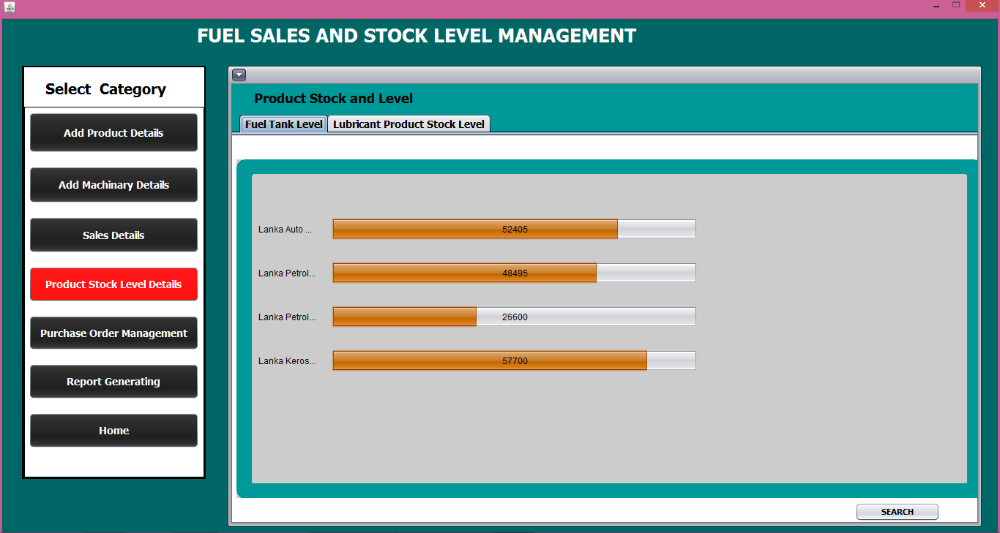 FUEL SALES AND STOCK LEVEL MANAGEMENT
Select Category
Add Product Details
Add Machinary Details
Sales Details
Product Stock Level Details
Purchase Order Management
Report Generating
Home
Product Stock and Level
Fuel Tank Level
Lubricant Product Stock Level
Lanka Auto ... 52405
Lanka Petrol... 48495
Lanka Petrol... 26600
Lanka Keros... 57700
SEARCH